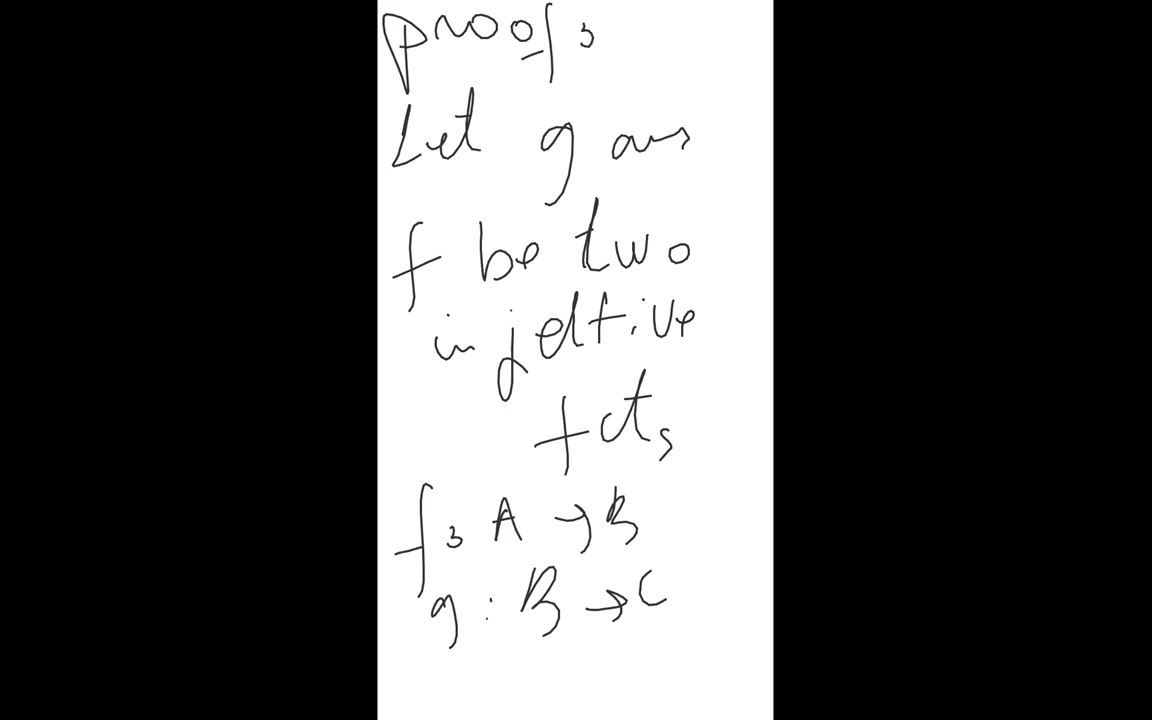 proof:
Let g and
f be two
injective
fcts
f: A → B
g: B → C